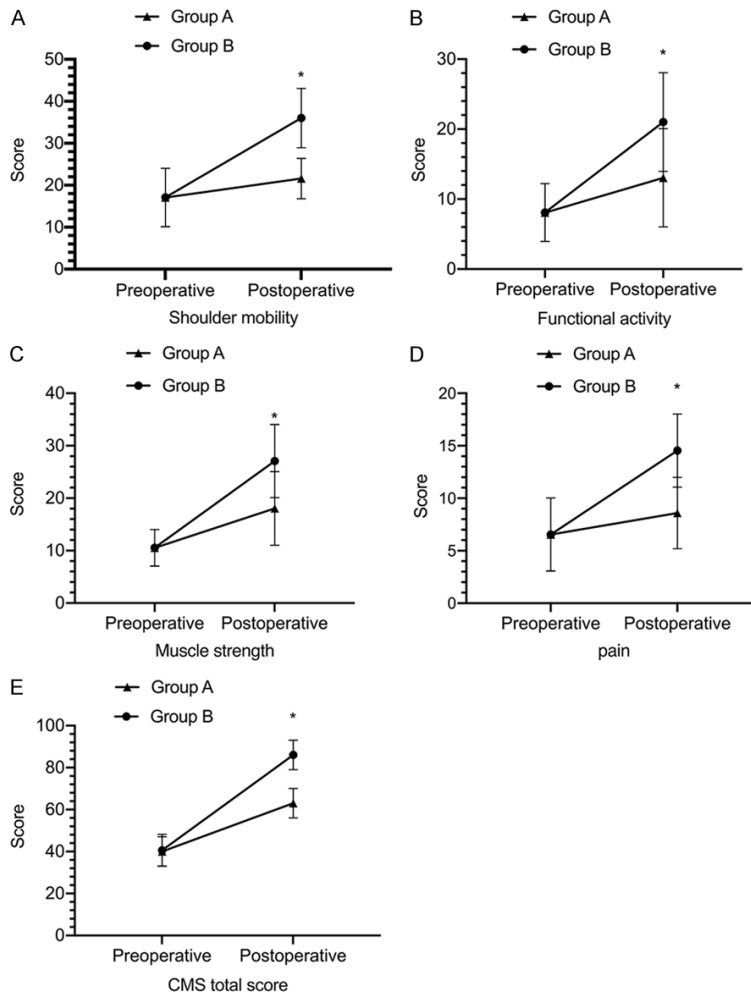 A
Group A
Group B
*
50
40
30
20
10
0
Score
Preoperative Postoperative
Shoulder mobility
B
Group A
Group B
*
30
20
10
0
Score
Preoperative Postoperative
Functional activity
C
Group A
Group B
*
40
30
20
10
0
Score
Preoperative Postoperative
Muscle strength
D
Group A
Group B
*
20
15
10
5
0
Score
Preoperative Postoperative
pain
E
Group A
Group B
*
100
80
60
40
20
0
Score
Preoperative Postoperative
CMS total score